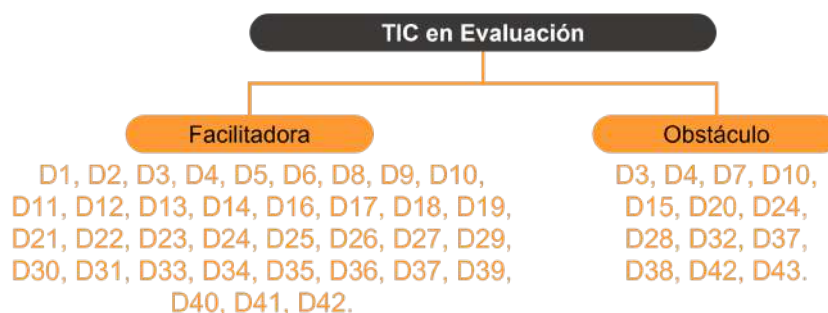 TIC en Evaluación
Facilitadora
D1, D2, D3, D4, D5, D6, D8, D9, D10,
D11, D12, D13, D14, D16, D17, D18, D19,
D21, D22, D23, D24, D25, D26, D27, D29,
D30, D31, D33, D34, D35, D36, D37, D39,
D40, D41, D42.
Obstáculo
D3, D4, D7, D10,
D15, D20, D24,
D28, D32, D37,
D38, D42, D43.